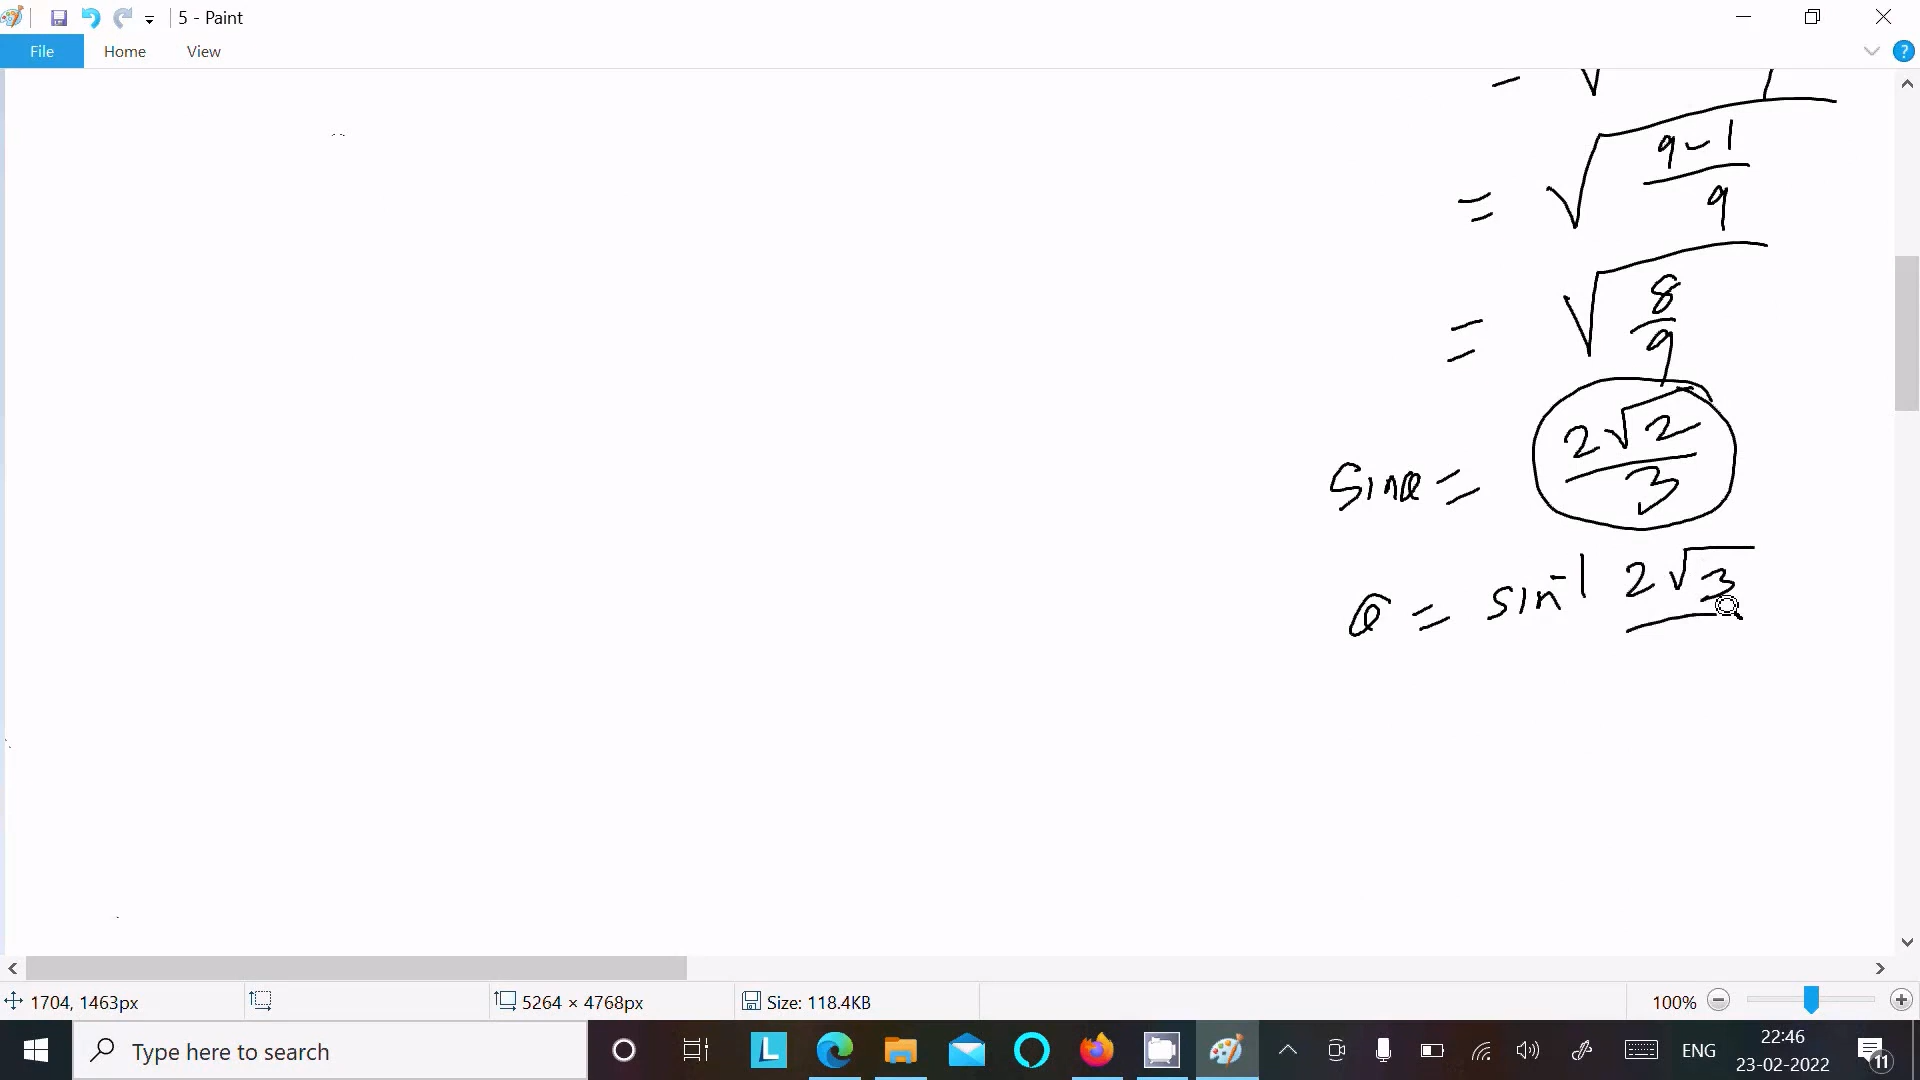 5 - Paint
File Home View
= √
= √(9-1)/9
= √8/9
Sinθ = 2√2/3
θ = sin⁻¹ 2√3
1704, 1463px 5264 × 4768px Size: 118.4KB 100%
Type here to search L ENG 22:46
23-02-2022 11